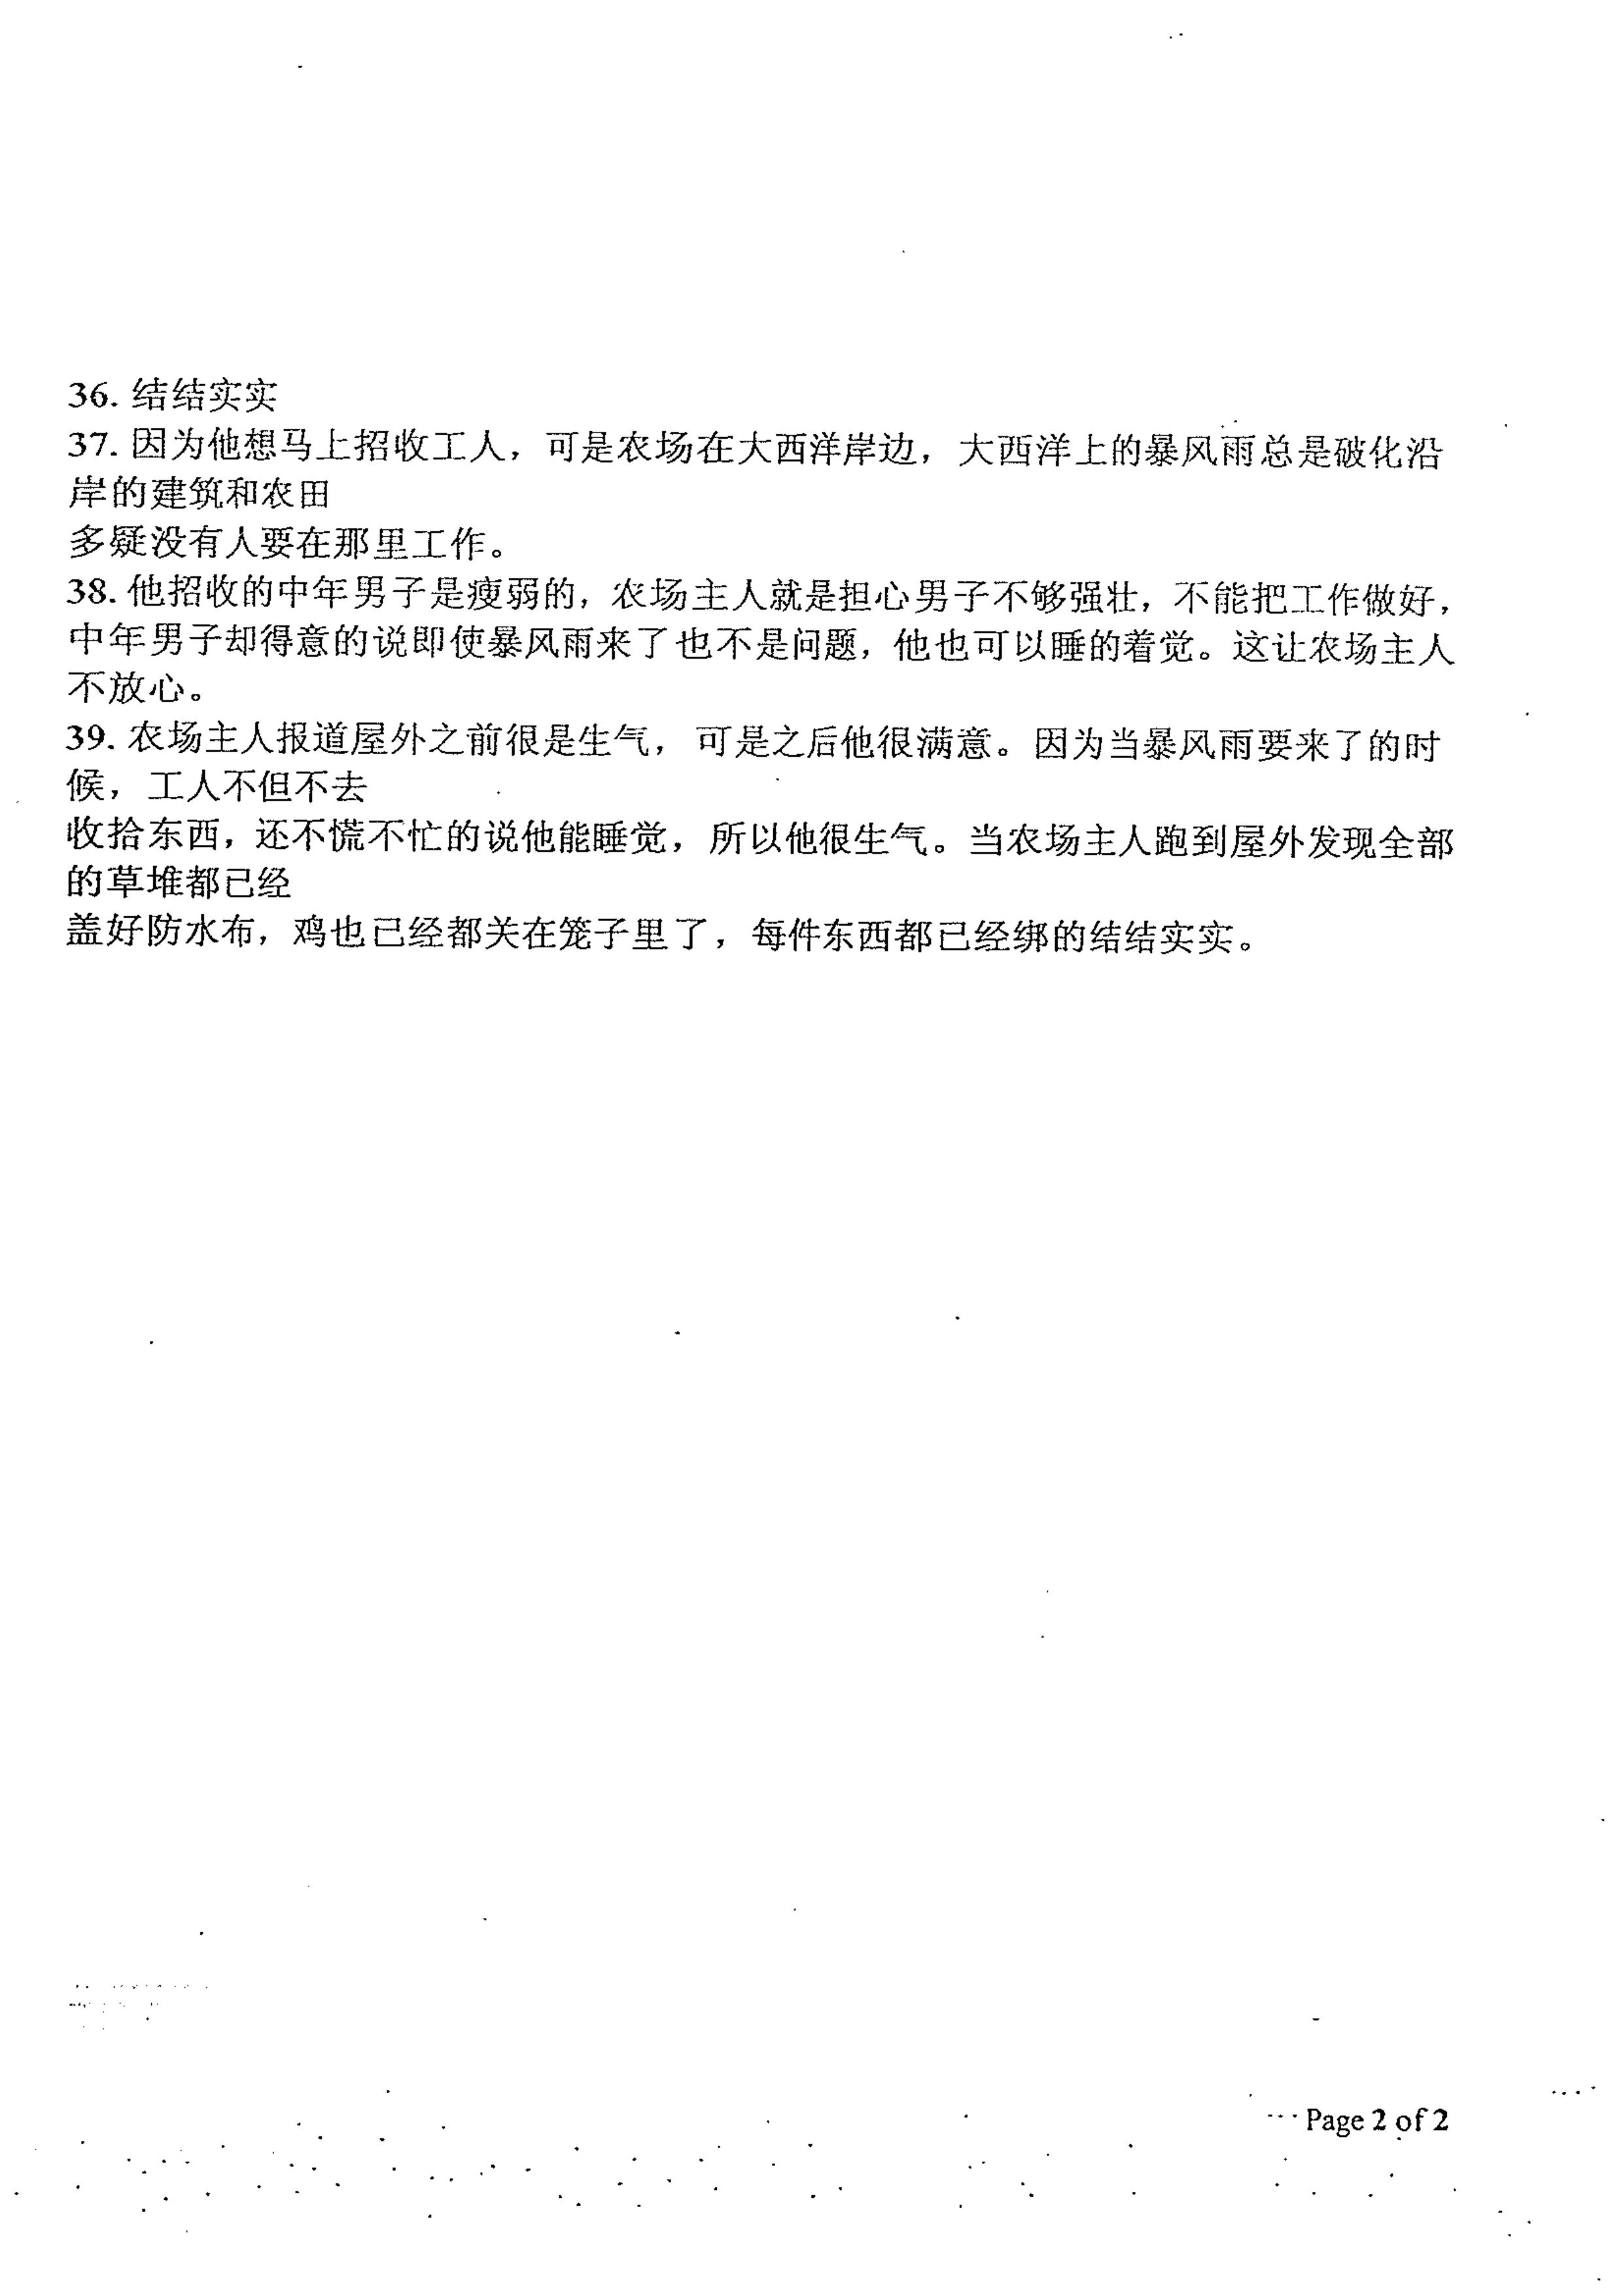 36. 结结实实
37. 因为他想马上招收工人，可是农场在大西洋岸边，大西洋上的暴风雨总是破化沿
岸的建筑和农田
多疑没有人要在那里工作。
38. 他招收的中年男子是瘦弱的，农场主人就是担心男子不够强壮，不能把工作做好，
中年男子却得意的说即使暴风雨来了也不是问题，他也可以睡的着觉。这让农场主人
不放心。
39. 农场主人报道屋外之前很是生气，可是之后他很满意。因为当暴风雨要来了的时
候，工人不但不去
收拾东西，还不慌不忙的说他能睡觉，所以他很生气。当农场主人跑到屋外发现全部
的草堆都已经
盖好防水布，鸡也已经都关在笼子里了，每件东西都已经绑的结结实实。
Page 2 of 2